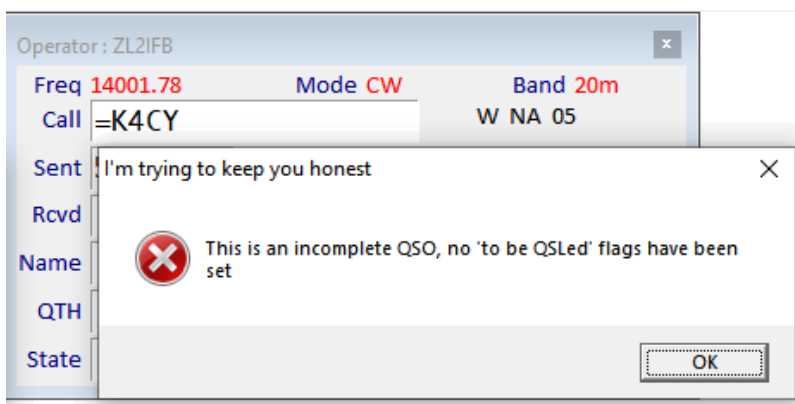 Operator : ZL2IFB x
Freq 14001.78 Mode CW Band 20m
Call =K4CY W NA 05
Sent
I'm trying to keep you honest
Rcvd
This is an incomplete QSO, no 'to be QSLed' flags have been
set
Name
QTH
State
OK